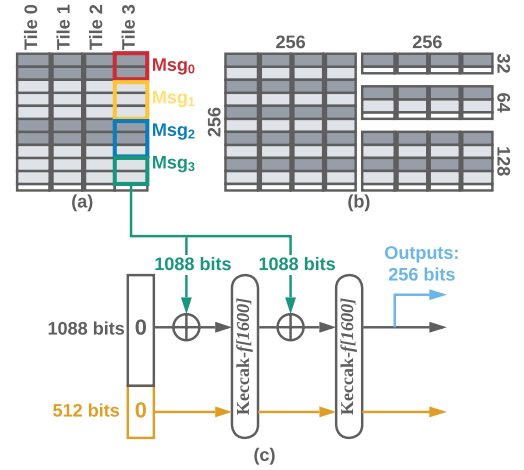 Tile 0
Tile 1
Tile 2
Tile 3
Msg0
Msg1
Msg2
Msg3
(a)
256
256
256
32
64
128
(b)
1088 bits
1088 bits
Outputs:
256 bits
1088 bits
0
Keccak-f[1600]
Keccak-f[1600]
512 bits
0
(c)